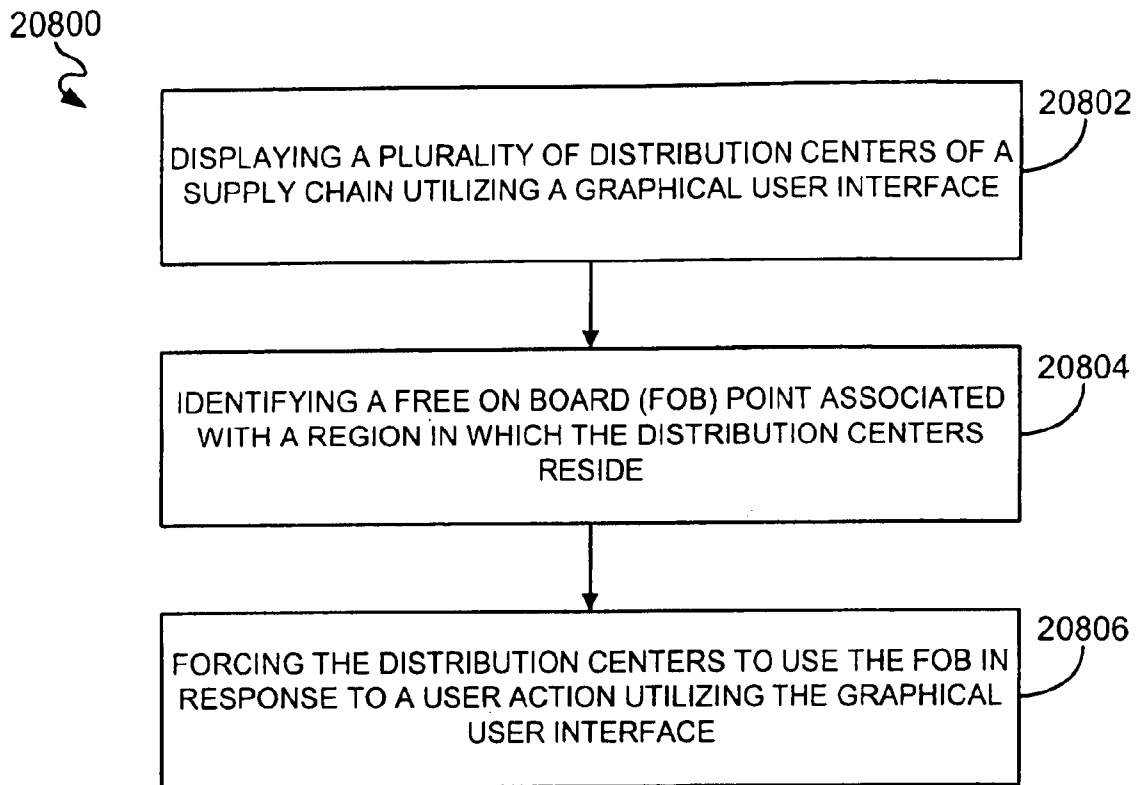 20800
20802
DISPLAYING A PLURALITY OF DISTRIBUTION CENTERS OF A
SUPPLY CHAIN UTILIZING A GRAPHICAL USER INTERFACE
20804
IDENTIFYING A FREE ON BOARD (FOB) POINT ASSOCIATED
WITH A REGION IN WHICH THE DISTRIBUTION CENTERS
RESIDE
20806
FORCING THE DISTRIBUTION CENTERS TO USE THE FOB IN
RESPONSE TO A USER ACTION UTILIZING THE GRAPHICAL
USER INTERFACE